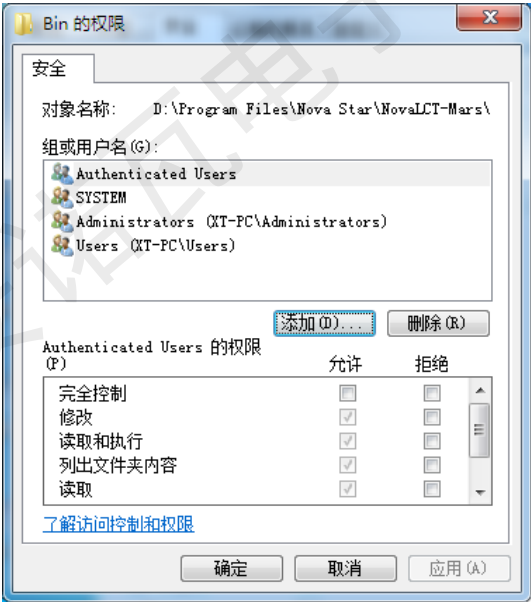 Bin 的权限
安全
对象名称: D:\Program Files\Nova Star\NovaLCT-Mars\
组或用户名(G):
Authenticated Users
SYSTEM
Administrators (XT-PC\Administrators)
Users (XT-PC\Users)
添加(D)... 删除(R)
Authenticated Users 的权限
(P) 允许 拒绝
完全控制
修改
读取和执行
列出文件夹内容
读取
了解访问控制和权限
确定 取消 应用(A)